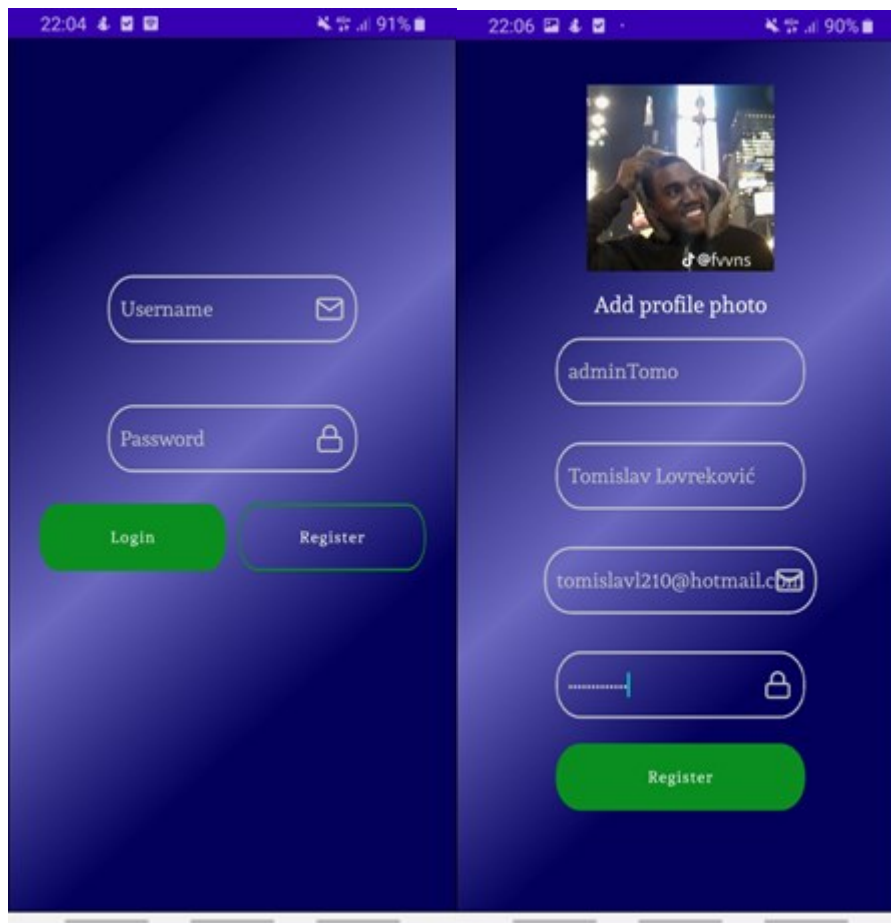 22:04
91%
Username
Password
Login
Register
22:06
90%
@fvvns
Add profile photo
adminTomo
Tomislav Lovreković
tomislavl210@hotmail.com
Register